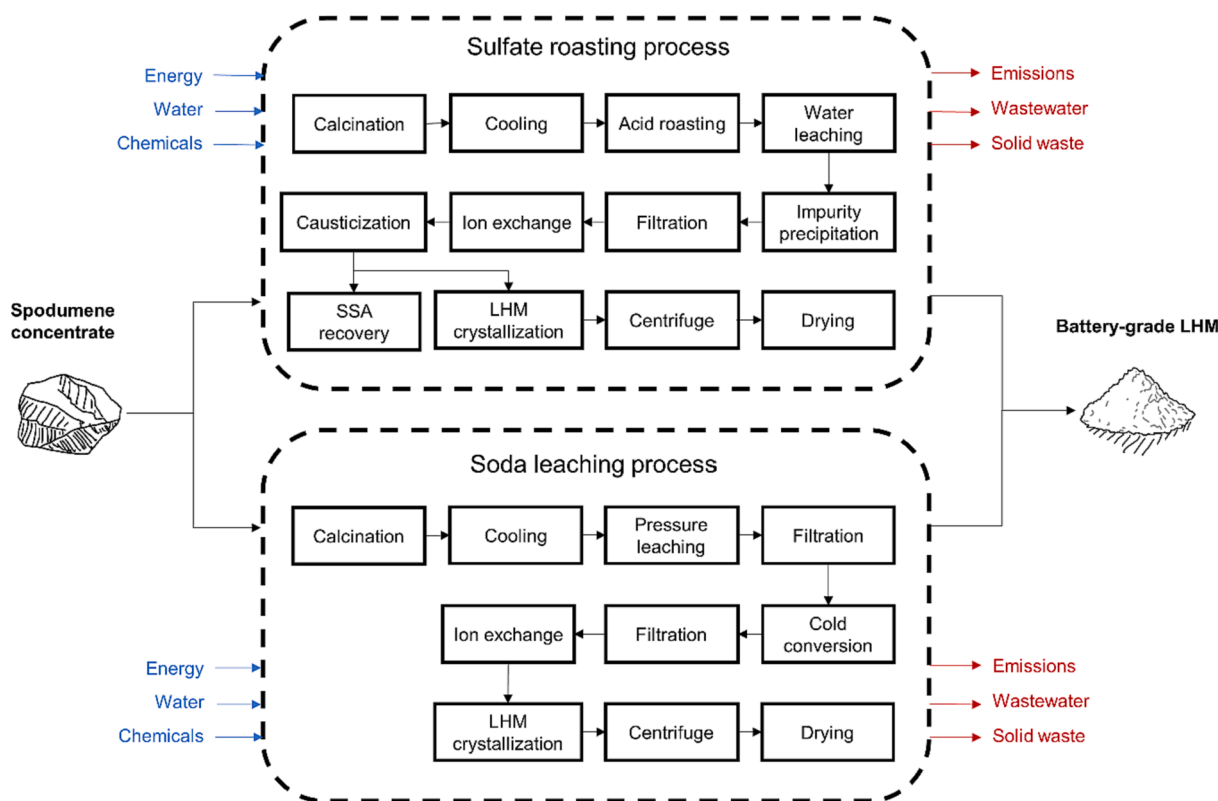 Sulfate roasting process
Energy
Water
Chemicals
Calcination
Cooling
Acid roasting
Water
leaching
Emissions
Wastewater
Solid waste
Causticization
Ion exchange
Filtration
Impurity
precipitation
SSA
recovery
LHM
crystallization
Centrifuge
Drying
Spodumene
concentrate
Battery-grade LHM
Soda leaching process
Calcination
Cooling
Pressure
leaching
Filtration
Ion exchange
Filtration
Cold
conversion
Energy
Water
Chemicals
LHM
crystallization
Centrifuge
Drying
Emissions
Wastewater
Solid waste